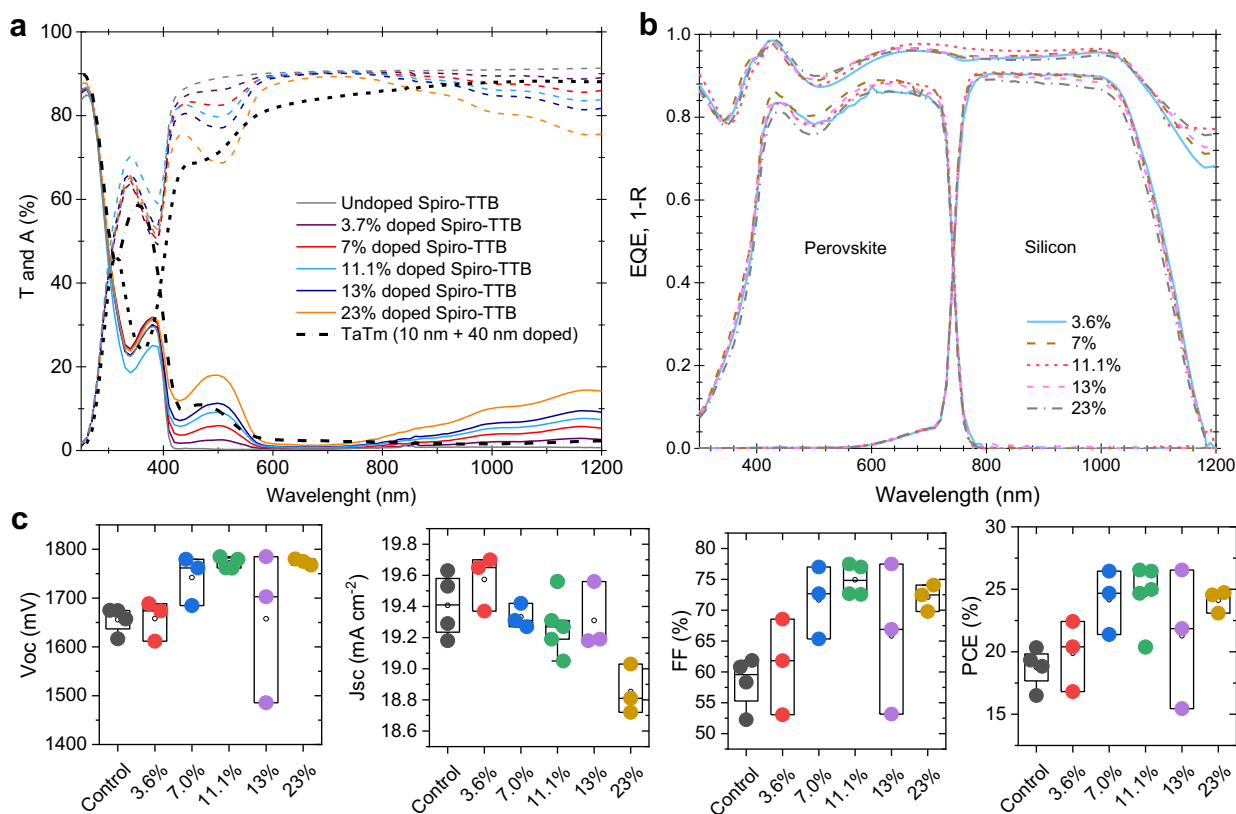 a
T and A (%)
100
80
60
40
20
0
Undoped Spiro-TTB
3.7% doped Spiro-TTB
7% doped Spiro-TTB
11.1% doped Spiro-TTB
13% doped Spiro-TTB
23% doped Spiro-TTB
TaTm (10 nm + 40 nm doped)
400 600 800 1000 1200
Wavelenght (nm)
b
EQE, 1-R
1.0
0.8
0.6
0.4
0.2
0.0
Perovskite
Silicon
3.6%
7%
11.1%
13%
23%
400 600 800 1000 1200
Wavelength (nm)
c
Voc (mV)
1800
1700
1600
1500
1400
Control 3.6% 7.0% 11.1% 13% 23%
Jsc (mA cm-2)
19.8
19.6
19.4
19.2
19.0
18.8
18.6
Control 3.6% 7.0% 11.1% 13% 23%
FF (%)
80
75
70
65
60
55
50
Control 3.6% 7.0% 11.1% 13% 23%
PCE (%)
30
25
20
15
Control 3.6% 7.0% 11.1% 13% 23%